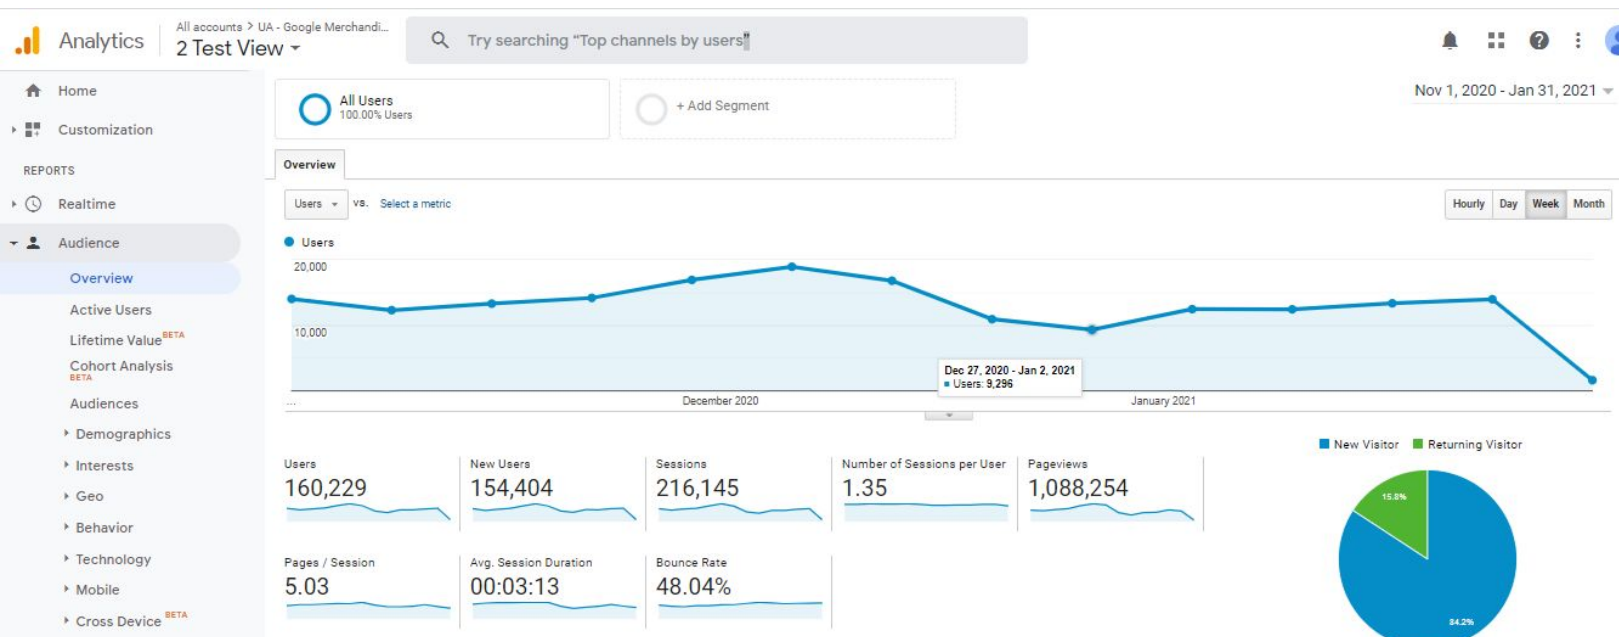 Analytics
All accounts > UA - Google Merchandi...
2 Test View
Try searching “Top channels by users”
Home
Customization
REPORTS
Realtime
Audience
Overview
Active Users
Lifetime Value BETA
Cohort Analysis
BETA
Audiences
Demographics
Interests
Geo
Behavior
Technology
Mobile
Cross Device BETA
All Users
100.00% Users
+ Add Segment
Nov 1, 2020 - Jan 31, 2021
Overview
Users
VS.
Select a metric
Hourly
Day
Week
Month
Users
20,000
10,000
Dec 27, 2020 - Jan 2, 2021
Users: 9,296
...
December 2020
January 2021
Users
160,229
New Users
154,404
Sessions
216,145
Number of Sessions per User
1.35
Pageviews
1,088,254
Pages / Session
5.03
Avg. Session Duration
00:03:13
Bounce Rate
48.04%
New Visitor
Returning Visitor
15.8%
84.2%